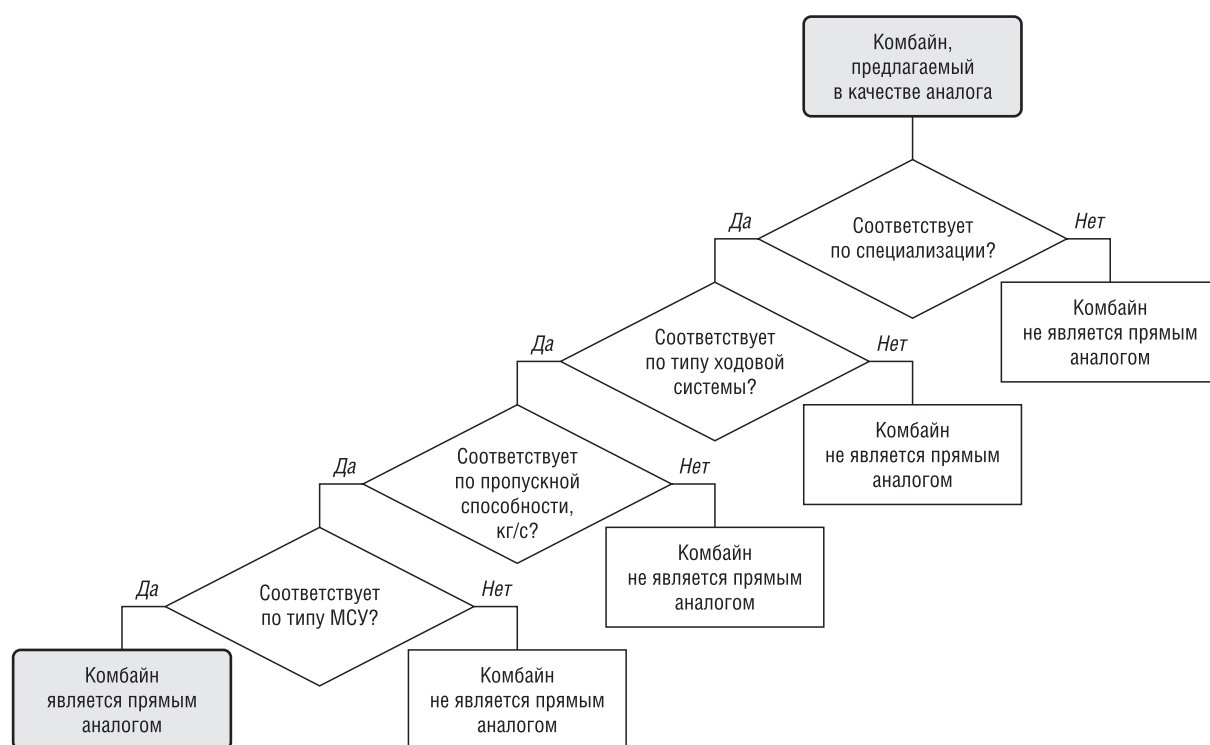 Комбайн,
предлагаемый
в качестве аналога
Да
Соответствует
по специализации?
Нет
Комбайн
не является прямым
аналогом
Да
Соответствует
по типу ходовой
системы?
Нет
Комбайн
не является прямым
аналогом
Да
Соответствует
по пропускной
способности,
кг/с?
Нет
Комбайн
не является прямым
аналогом
Да
Соответствует
по типу МСУ?
Нет
Комбайн
является прямым
аналогом
Комбайн
не является прямым
аналогом